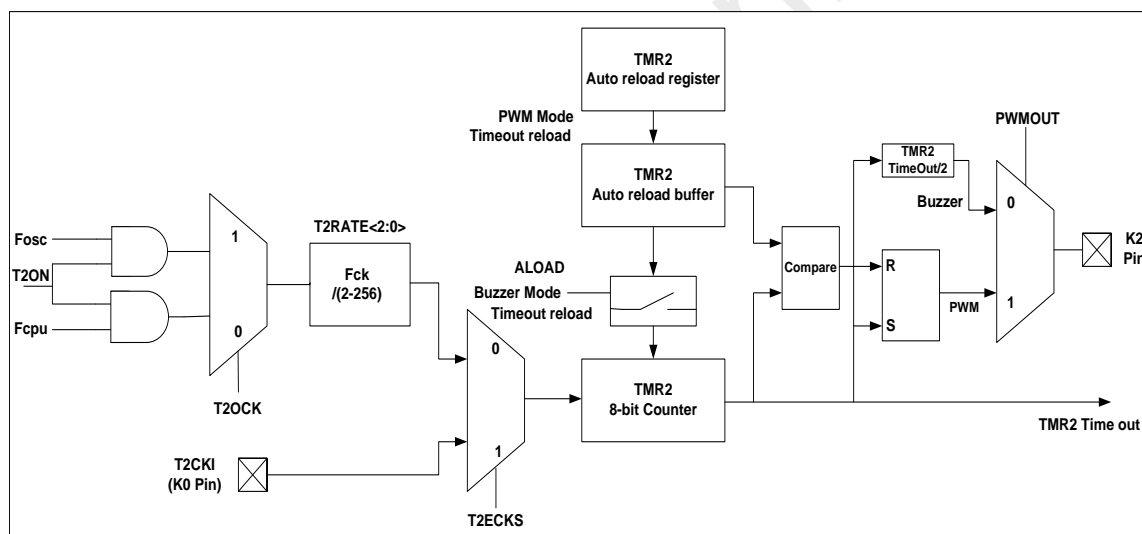 TMR2
Auto reload register
PWM Mode
Timeout reload
PWMOUT
TMR2
Auto reload buffer
TMR2
TimeOut/2
Buzzer
0
K2
Pin
Fosc
T2ON
Fcpu
1
0
T2RATE<2:0>
Fck
/(2-256)
ALOAD
Buzzer Mode
Timeout reload
Compare
R
S
PWM
1
T2OCK
0
1
TMR2
8-bit Counter
TMR2 Time out
T2CKI
(K0 Pin)
T2ECKS